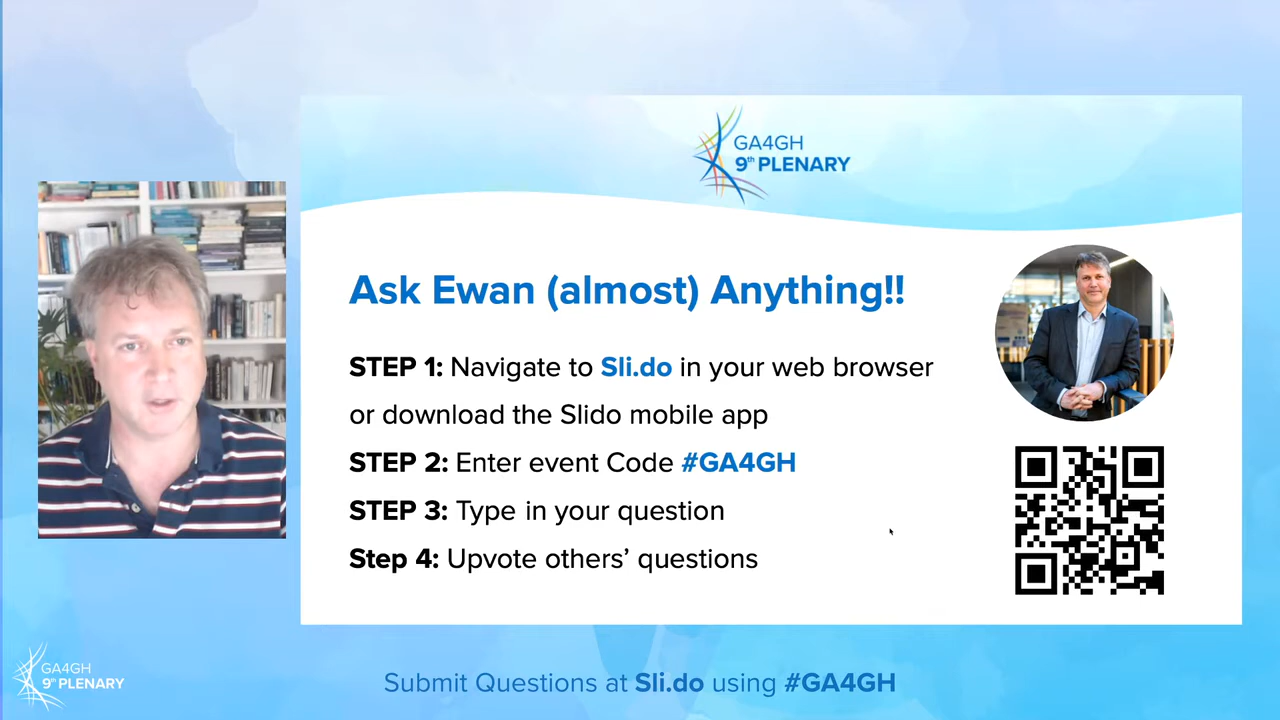 GA4GH
9th PLENARY
Ask Ewan (almost) Anything!!
STEP 1: Navigate to Sli.do in your web browser
or download the Slido mobile app
STEP 2: Enter event Code #GA4GH
STEP 3: Type in your question
Step 4: Upvote others’ questions
GA4GH
9th PLENARY
Submit Questions at Sli.do using #GA4GH